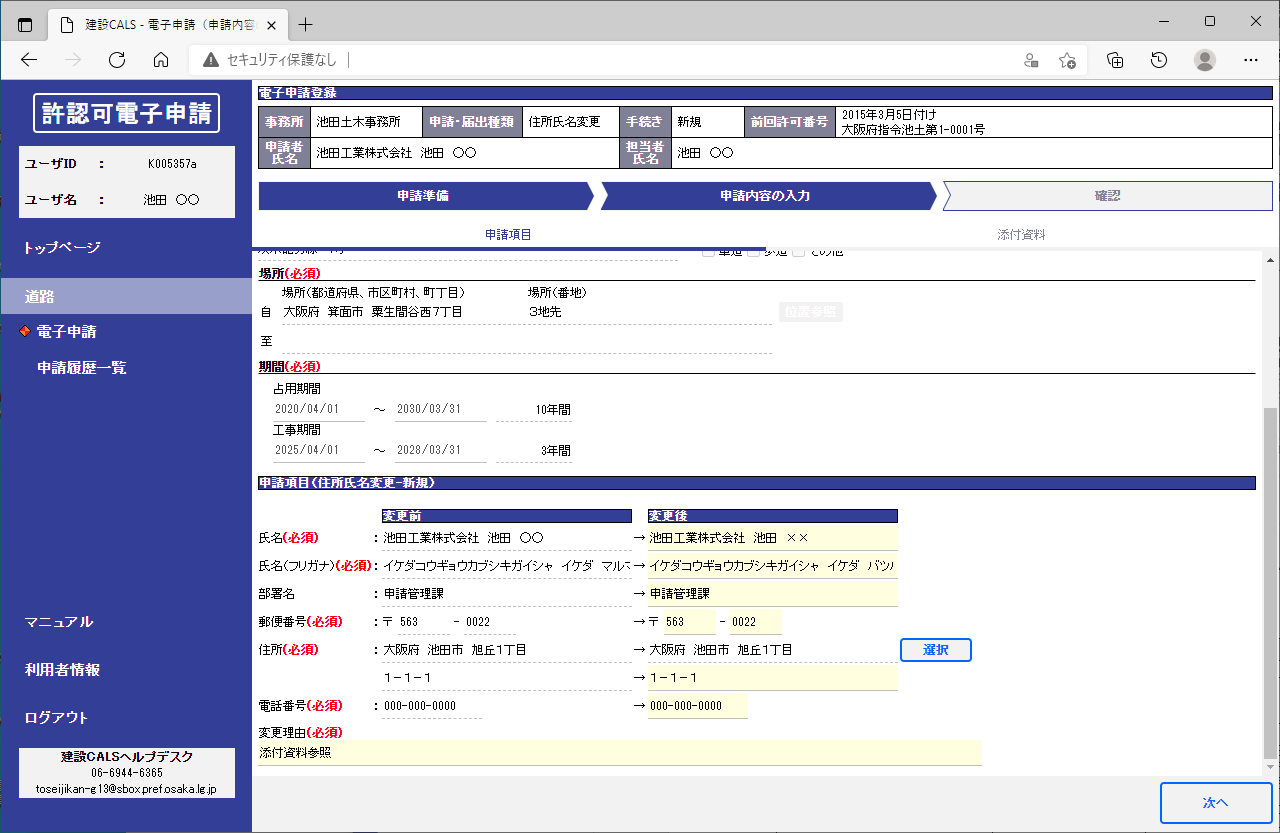 建設CALS - 電子申請（申請内容
セキュリティ保護なし
許認可電子申請
ユーザID ： K005357a
ユーザ名 ： 池田 〇〇
トップページ
道路
電子申請
申請履歴一覧
マニュアル
利用者情報
ログアウト
建設CALSヘルプデスク
06-6944-6365
toseijikan-g13@sbox.pref.osaka.lg.jp
電子申請登録
事務所 池田土木事務所 申請・届出種類 住所氏名変更 手続き 新規 前回許可番号 2015年3月5日付け
大阪府指令池土第1-0001号
申請者氏名 池田工業株式会社 池田 〇〇 担当者氏名 池田 〇〇
申請準備 申請内容の入力 確認
申請項目 添付資料
車道 歩道 その他
場所(必須)
場所(都道府県、市区町村、町丁目) 場所(番地)
自 大阪府 箕面市 粟生間谷西7丁目 3地先 位置参照
至
期間(必須)
占用期間
2020/04/01 ～ 2030/03/31 10年間
工事期間
2025/04/01 ～ 2028/03/31 3年間
申請項目(住所氏名変更-新規)
変更前 変更後
氏名(必須) ：池田工業株式会社 池田 〇〇 →池田工業株式会社 池田 ××
氏名(フリガナ)(必須)：イケダコウギョウカブシキガイシャ イケダ マルマ →イケダコウギョウカブシキガイシャ イケダ バツバ
部署名 ：申請管理課 →申請管理課
郵便番号(必須) ：〒 563 - 0022 →〒 563 - 0022
住所(必須) ：大阪府 池田市 旭丘1丁目 →大阪府 池田市 旭丘1丁目 選択
１－１－１ →１－１－１
電話番号(必須) ：000-000-0000 →000-000-0000
変更理由(必須)
添付資料参照
次へ